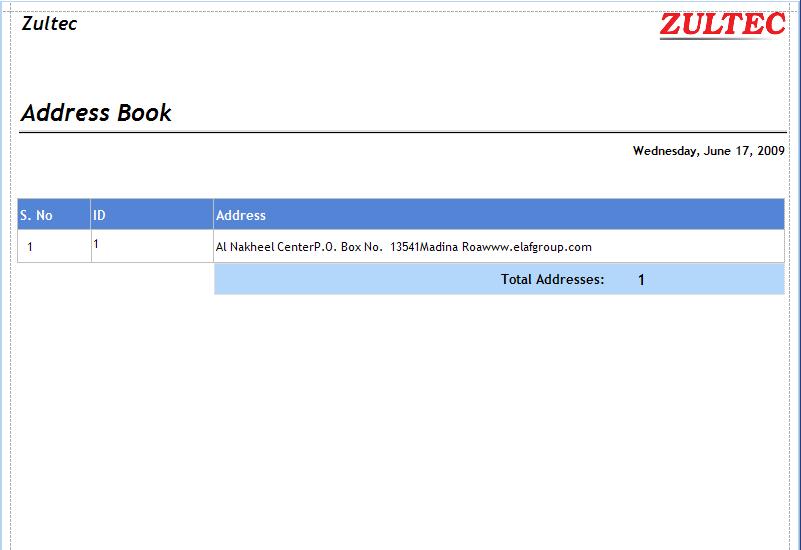 Zultec ZULTEC
Address Book
Wednesday, June 17, 2009
S. No ID Address
1 1 Al Nakheel CenterP.O. Box No. 13541Madina Roawww.elafgroup.com
Total Addresses: 1